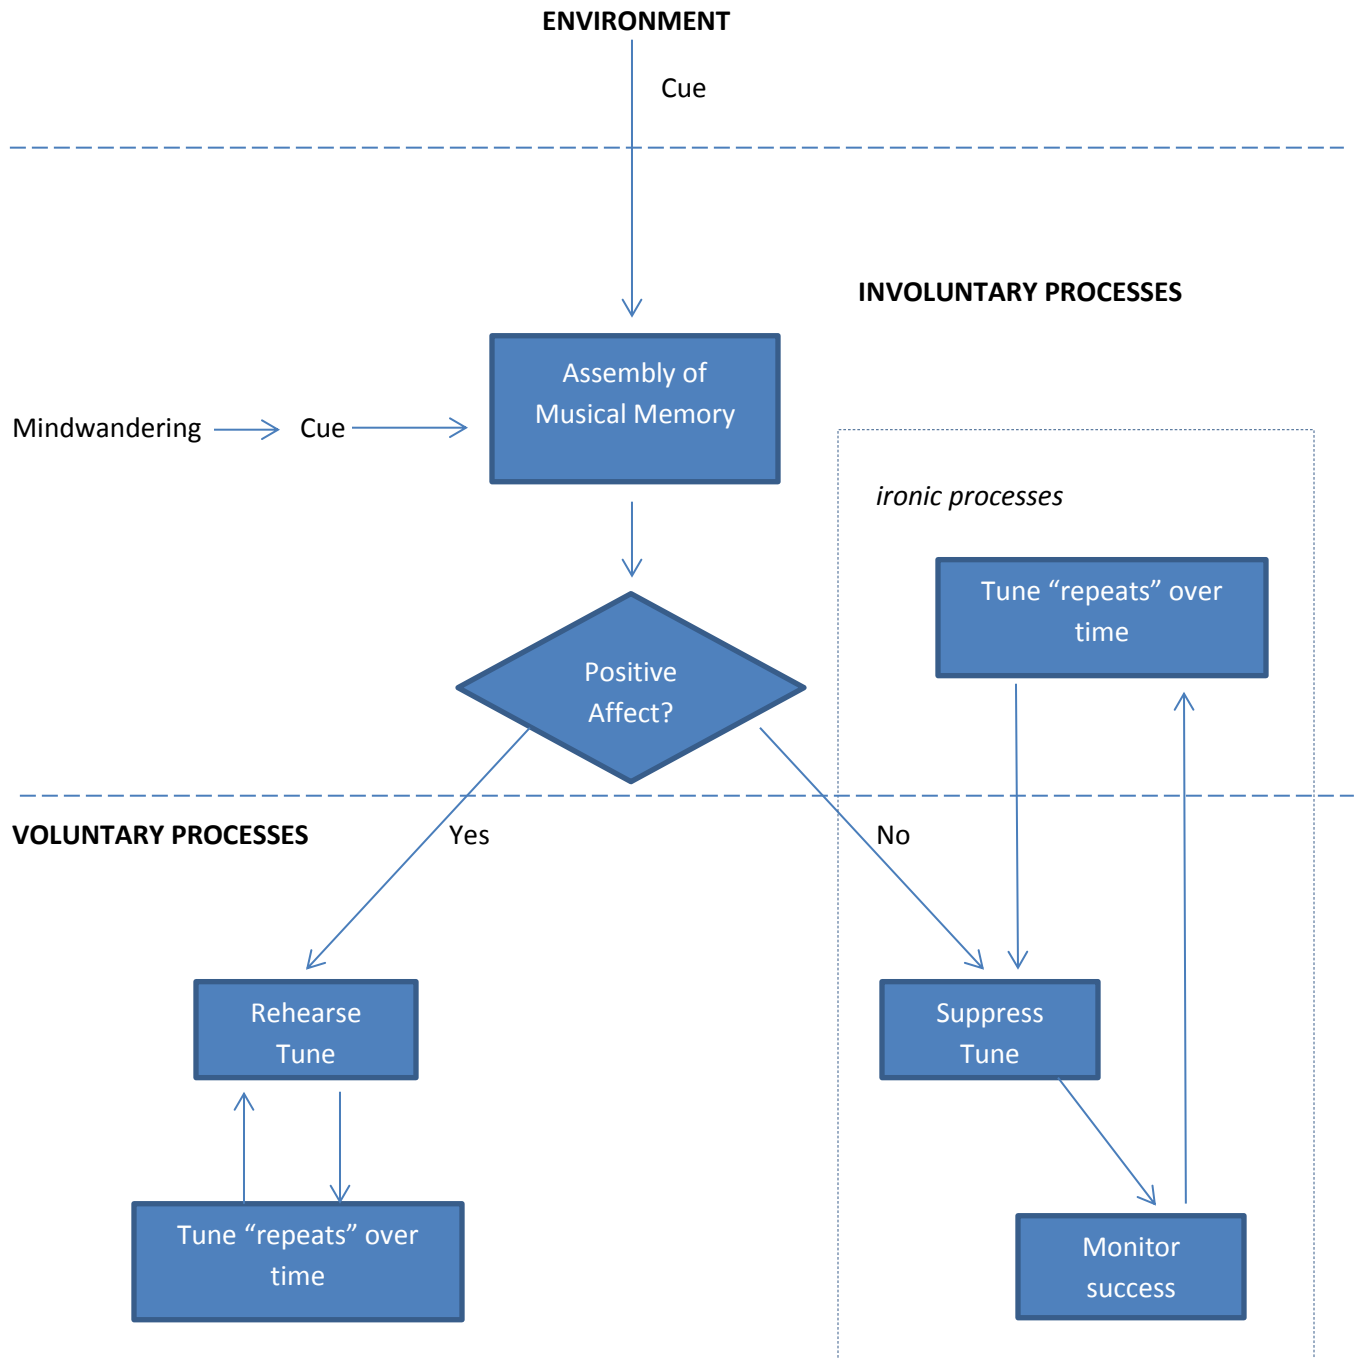 ENVIRONMENT
Cue
INVOLUNTARY PROCESSES
Assembly of
Musical Memory
Mindwandering
Cue
ironic processes
Tune “repeats” over
time
Positive
Affect?
VOLUNTARY PROCESSES
Yes
No
Rehearse
Tune
Suppress
Tune
Tune “repeats” over
time
Monitor
success